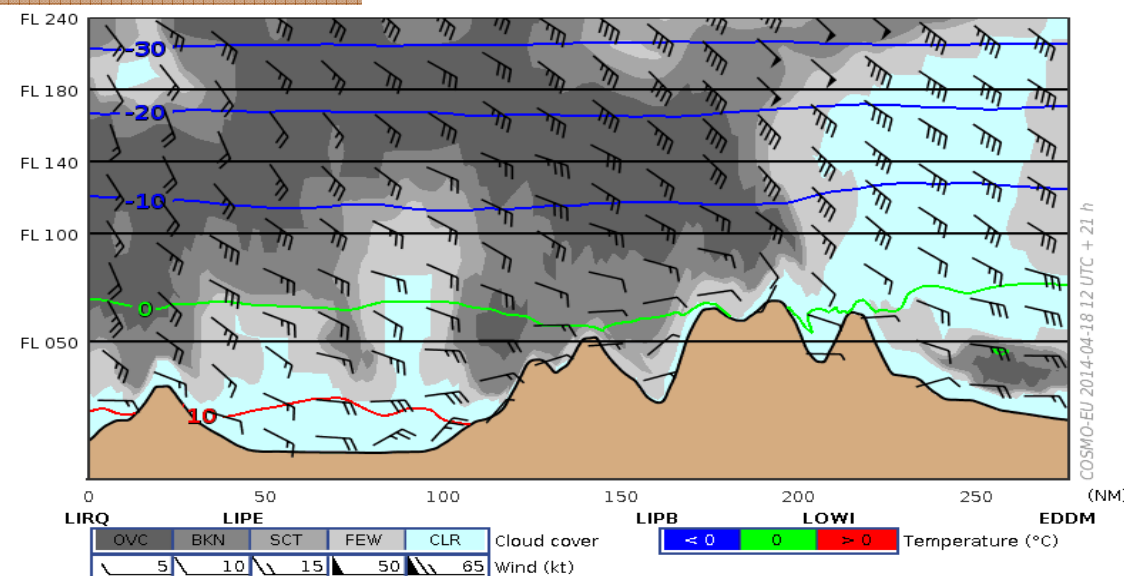 FL 240
-30
FL 180
-20
FL 140
-10
FL 100
0
FL 050
10
COSMO-EU 2014-04-18 12 UTC + 21 h
0 50 100 150 200 250 (NM)
LIRQ LIPE LIPB LOWI EDDM
OVC BKN SCT FEW CLR Cloud cover < 0 0 > 0 Temperature (°C)
5 10 15 50 65 Wind (kt)